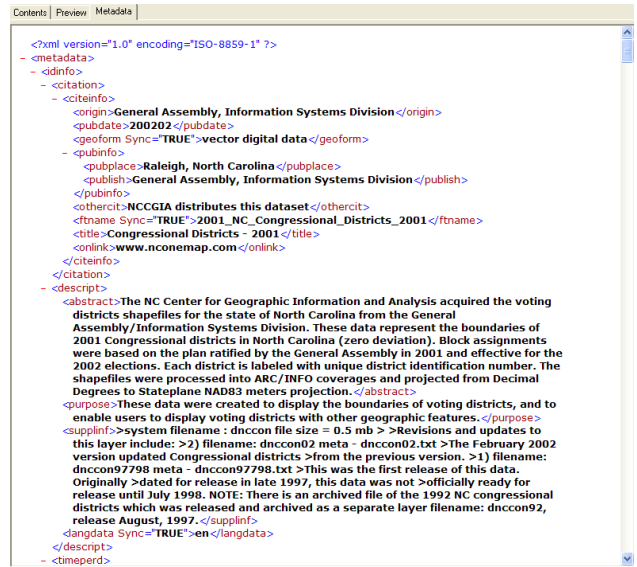 Contents Preview Metadata
<?xml version="1.0" encoding="ISO-8859-1" ?>
- <metadata>
- <idinfo>
- <citation>
- <citeinfo>
<origin>General Assembly, Information Systems Division</origin>
<pubdate>200202</pubdate>
<geoform Sync="TRUE">vector digital data</geoform>
- <pubinfo>
<pubplace>Raleigh, North Carolina</pubplace>
<publish>General Assembly, Information Systems Division</publish>
</pubinfo>
<othercit>NCCGIA distributes this dataset</othercit>
<ftname Sync="TRUE">2001_NC_Congressional_Districts_2001</ftname>
<title>Congressional Districts - 2001</title>
<onlink>www.nconemap.com</onlink>
</citeinfo>
</citation>
- <descript>
<abstract>The NC Center for Geographic Information and Analysis acquired the voting
districts shapefiles for the state of North Carolina from the General
Assembly/Information Systems Division. These data represent the boundaries of
2001 Congressional districts in North Carolina (zero deviation). Block assignments
were based on the plan ratified by the General Assembly in 2001 and effective for the
2002 elections. Each district is labeled with unique district identification number. The
shapefiles were processed into ARC/INFO coverages and projected from Decimal
Degrees to Stateplane NAD83 meters projection.</abstract>
<purpose>These data were created to display the boundaries of voting districts, and to
enable users to display voting districts with other geographic features.</purpose>
<supplinf>>system filename : dnccon file size = 0.5 mb > >Revisions and updates to
this layer include: >2) filename: dnccon02 meta - dnccon02.txt >The February 2002
version updated Congressional districts >from the previous version. >1) filename:
dnccon97798 meta - dnccon97798.txt >This was the first release of this data.
Originally >dated for release in late 1997, this data was not >officially ready for
release until July 1998. NOTE: There is an archived file of the 1992 NC congressional
districts which was released and archived as a separate layer filename: dnccon92,
release August, 1997.</supplinf>
<langdata Sync="TRUE">en</langdata>
</descript>
- <timeperd>